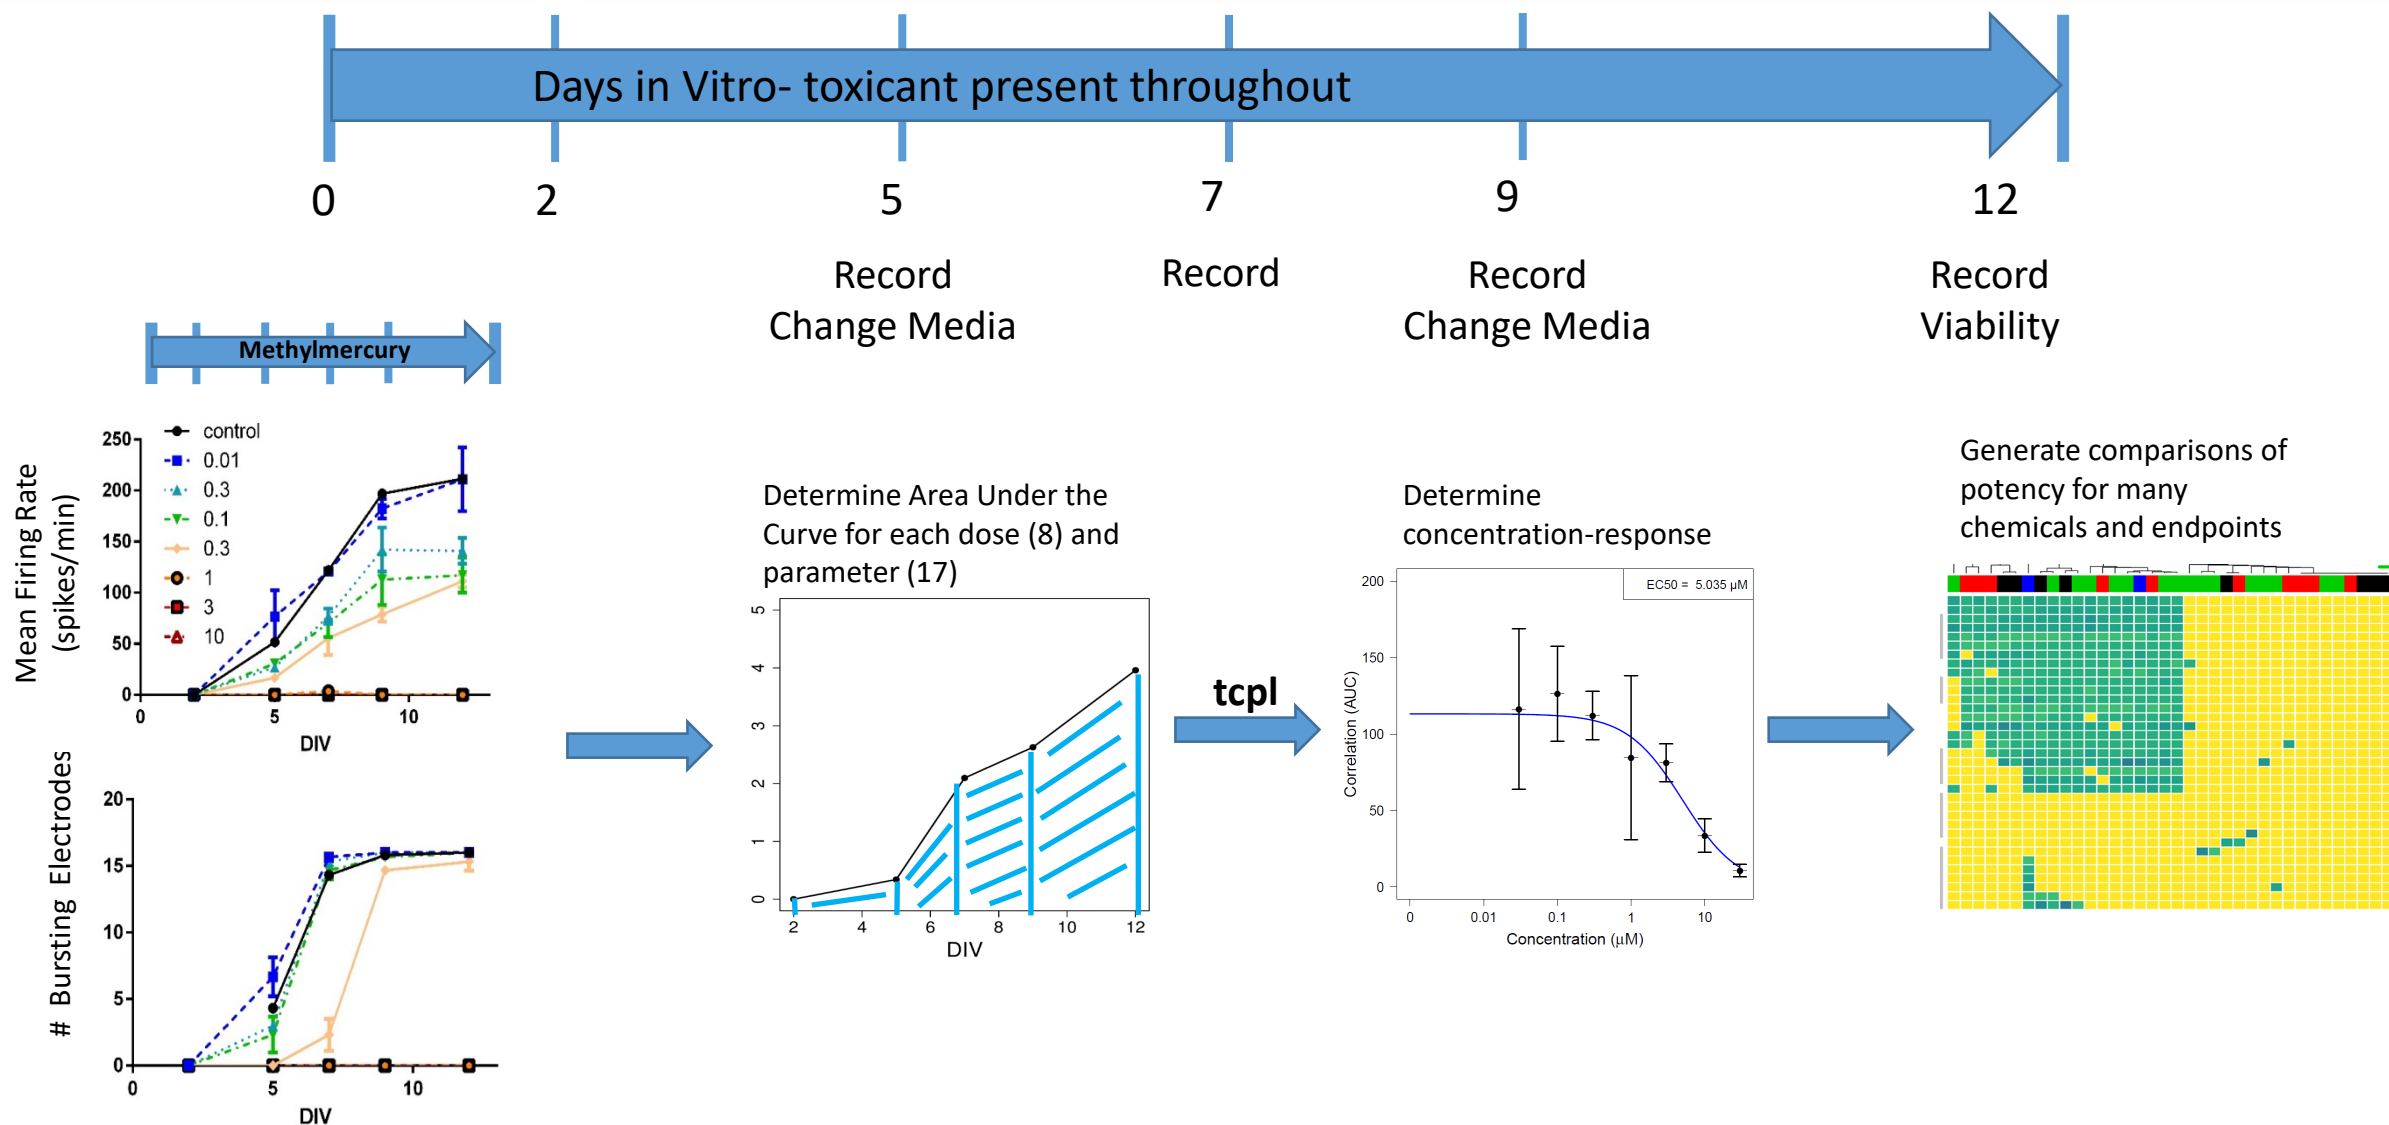 Days in Vitro- toxicant present throughout
0
2
5
7
9
12
Record
Change Media
Record
Record
Change Media
Record
Viability
Methylmercury
Mean Firing Rate
(spikes/min)
250
200
150
100
50
0
control
0.01
0.3
0.1
0.3
1
3
10
0
5
10
DIV
# Bursting Electrodes
20
15
10
5
0
0
5
10
DIV
Determine Area Under the
Curve for each dose (8) and
parameter (17)
5
4
3
2
1
0
2
4
6
8
10
12
DIV
tcpl
Determine
concentration-response
EC50 = 5.035 µM
Correlation (AUC)
200
150
100
50
0
0
0.01
0.1
1
10
Concentration (µM)
Generate comparisons of
potency for many
chemicals and endpoints